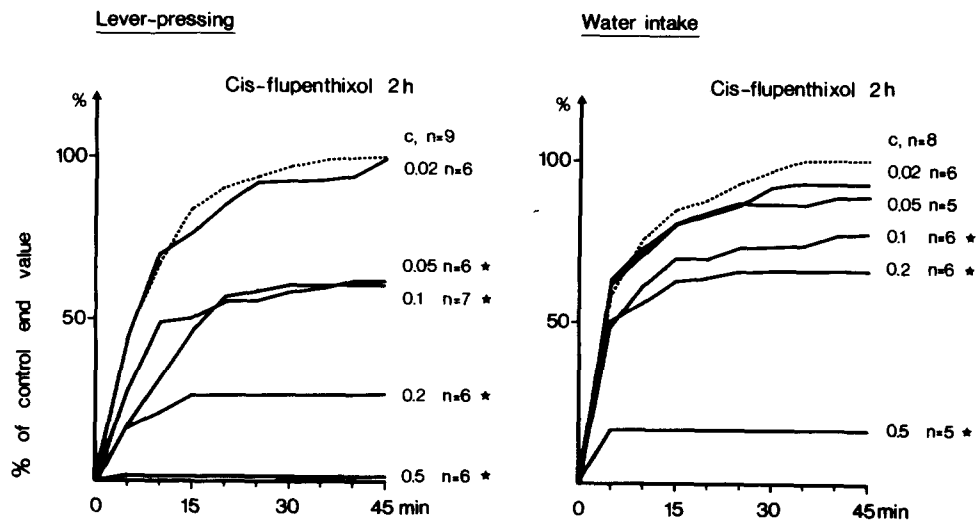 Lever-pressing
Cis-flupenthixol 2h
%
c, n=9
100
0.02 n=6
0.05 n=6 ★
0.1 n=7 ★
50
0.2 n=6 ★
0.5 n=6 ★
0 15 30 45 min
% of control end value
Water intake
Cis-flupenthixol 2h
%
c, n=8
100
0.02 n=6
0.05 n=5
0.1 n=6 ★
0.2 n=6 ★
50
0.5 n=5 ★
0 15 30 45 min